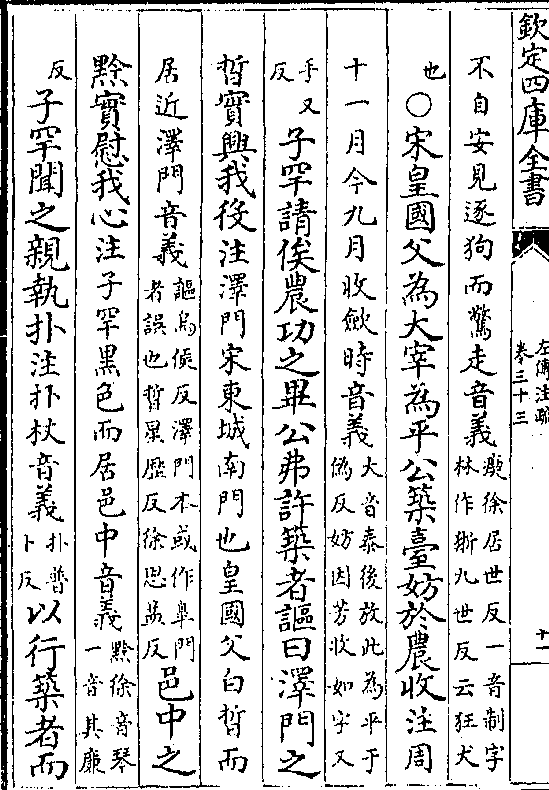 欽定四庫全書
左傳注疏
卷三十三
十一
不自安見逐狗而驚走音義瘈徐居世反一音制字林作狾九世反云狂犬
也○宋皇國父為大宰為平公築臺妨於農收注周
十一月今九月收斂時音義大音泰後放此為平于偽反妨因芳收如字又
手又反子罕請俟農功之畢公弗許築者謳曰澤門之
晳實興我役注澤門宋東城南門也皇國父白晳而
居近澤門音義謳烏侯反澤門本或作臯門者誤也晳星歷反徐思益反邑中之
黔實慰我心注子罕黑色而居邑中音義黔徐音琴一音其廉
反子罕聞之親執扑注扑杖音義扑普卜反以行築者而